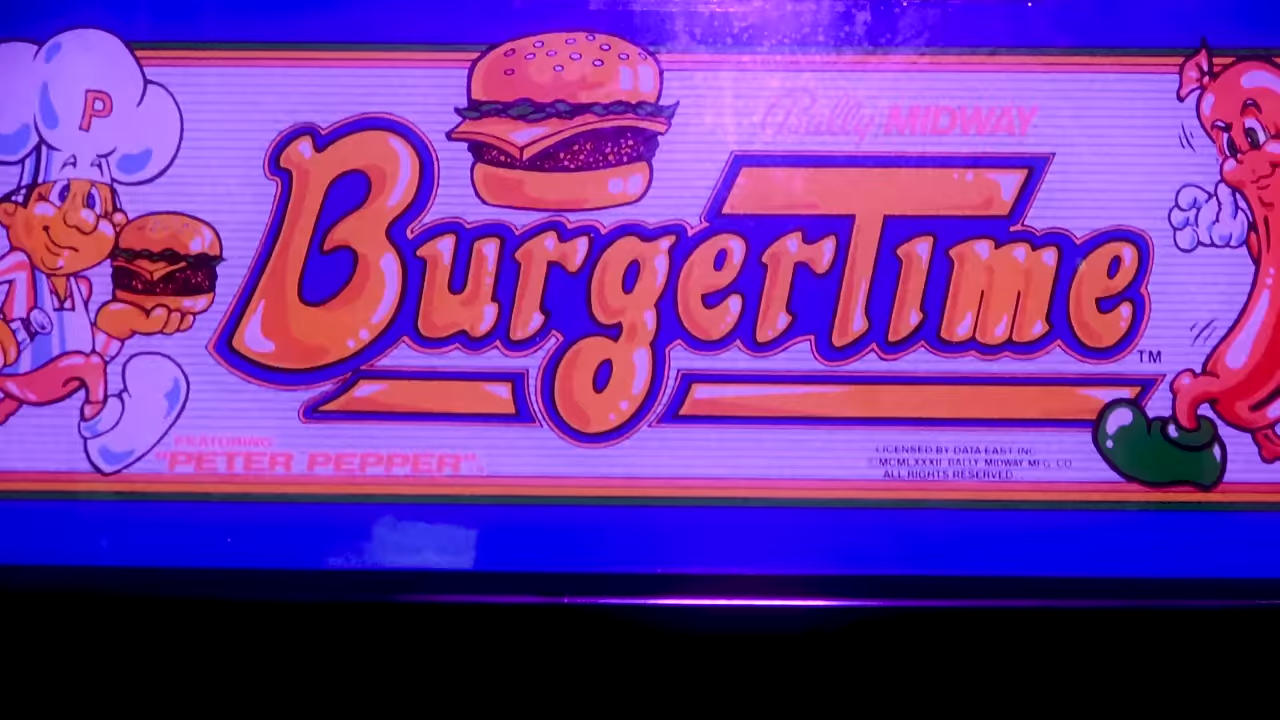 P
Bally MIDWAY
BurgerTime
TM
FEATURING
"PETER PEPPER"
LICENSED BY DATA EAST INC.
©MCMLXXXII BALLY MIDWAY MFG. CO.
ALL RIGHTS RESERVED.